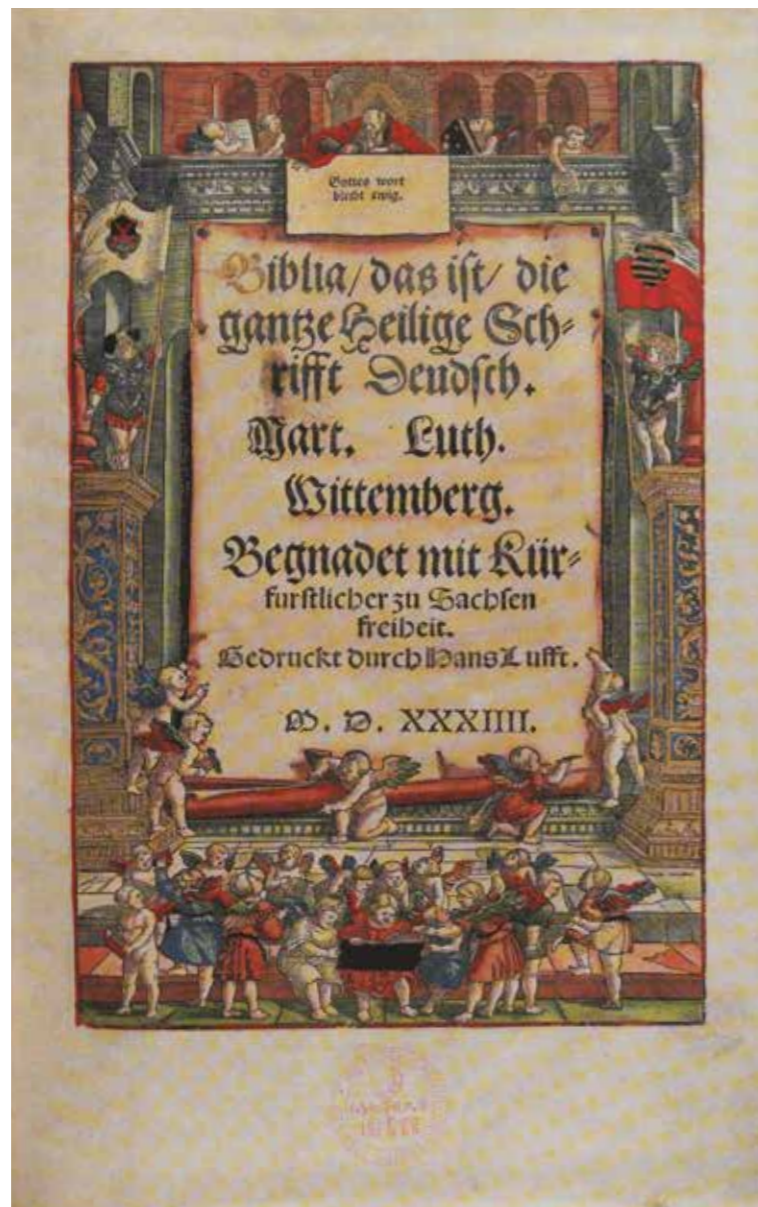 Gottes wort
bleibt ewig.
Biblia/ das ist/ die
gantze Heilige Sch⸗
rifft Deudsch.
Mart. Luth.
Wittemberg.
Begnadet mit Kür⸗
furstlicher zu Sachsen
freiheit.
Gedruckt durch Hans Lufft.
M. D. XXXIIII.